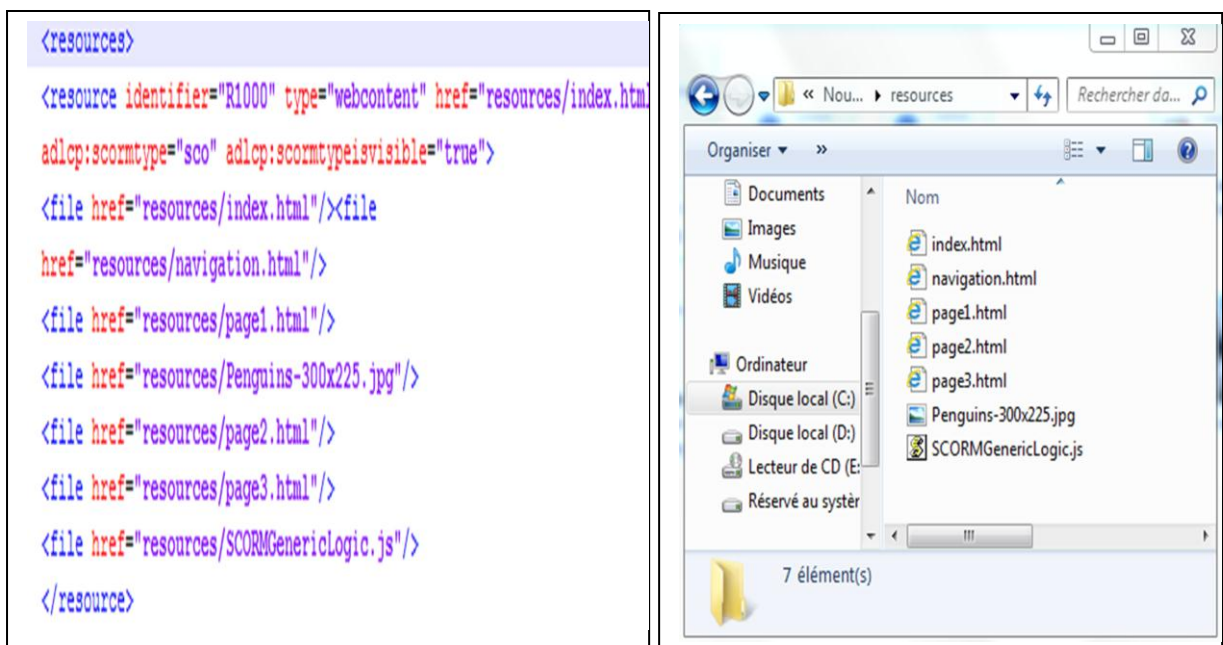 <resources>
<resource identifier="R1000" type="webcontent" href="resources/index.html
adlcp:scormtype="sco" adlcp:scormtypeisvisible="true">
<file href="resources/index.html"/><file
href="resources/navigation.html"/>
<file href="resources/page1.html"/>
<file href="resources/Penguins-300x225.jpg"/>
<file href="resources/page2.html"/>
<file href="resources/page3.html"/>
<file href="resources/SCORMGenericLogic.js"/>
</resource>
« Nou... ▸ resources
Rechercher da...
Organiser ▾ »
Documents
Images
Musique
Vidéos
Ordinateur
Disque local (C:)
Disque local (D:)
Lecteur de CD (E:
Réservé au systèr
Nom
index.html
navigation.html
page1.html
page2.html
page3.html
Penguins-300x225.jpg
SCORMGenericLogic.js
7 élément(s)